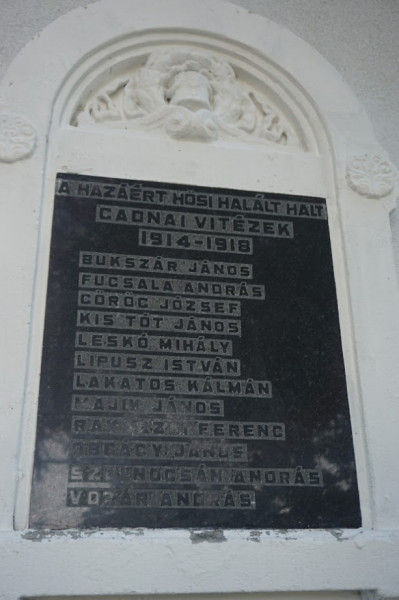 A HAZÁÉRT HŐSI HALÁLT HALT
GADNAI VITÉZEK
1914-1918
BUKSZÁR JÁNOS
FUCSALA ANDRÁS
GÖRÖG JÓZSEF
KIS TÓT JÁNOS
LESKÓ MIHÁLY
LIPUSZ ISTVÁN
LAKATOS KÁLMÁN
MAJIK JÁNOS
FERENC
JÁNOS
ANDRÁS
VOZÁR ANDRÁS